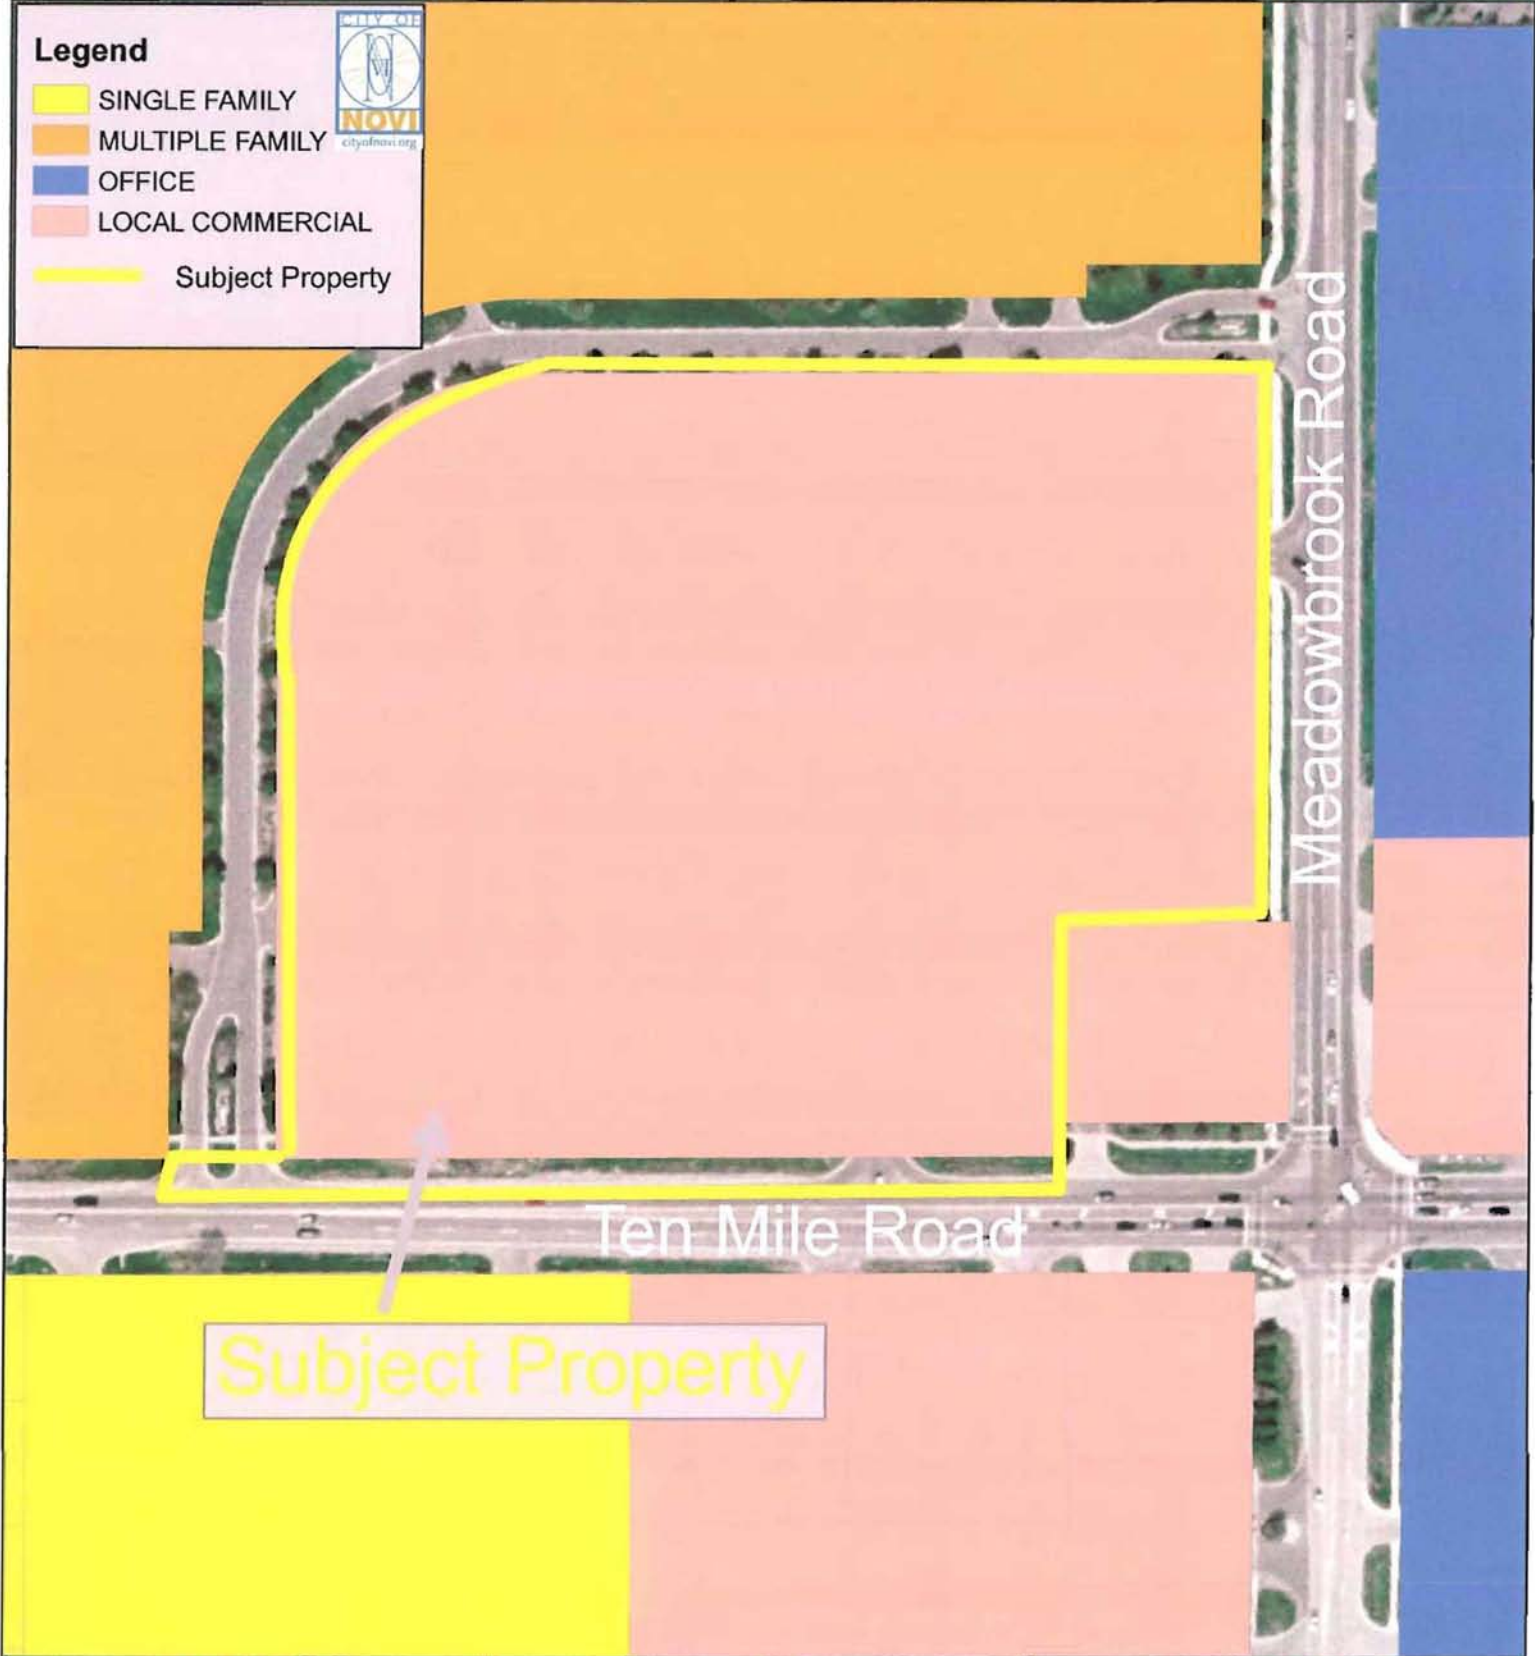 Legend
CITY OF
NOVI
cityofnovi.org
SINGLE FAMILY
MULTIPLE FAMILY
OFFICE
LOCAL COMMERCIAL
Subject Property
Meadowbrook Road
Ten Mile Road
Subject Property